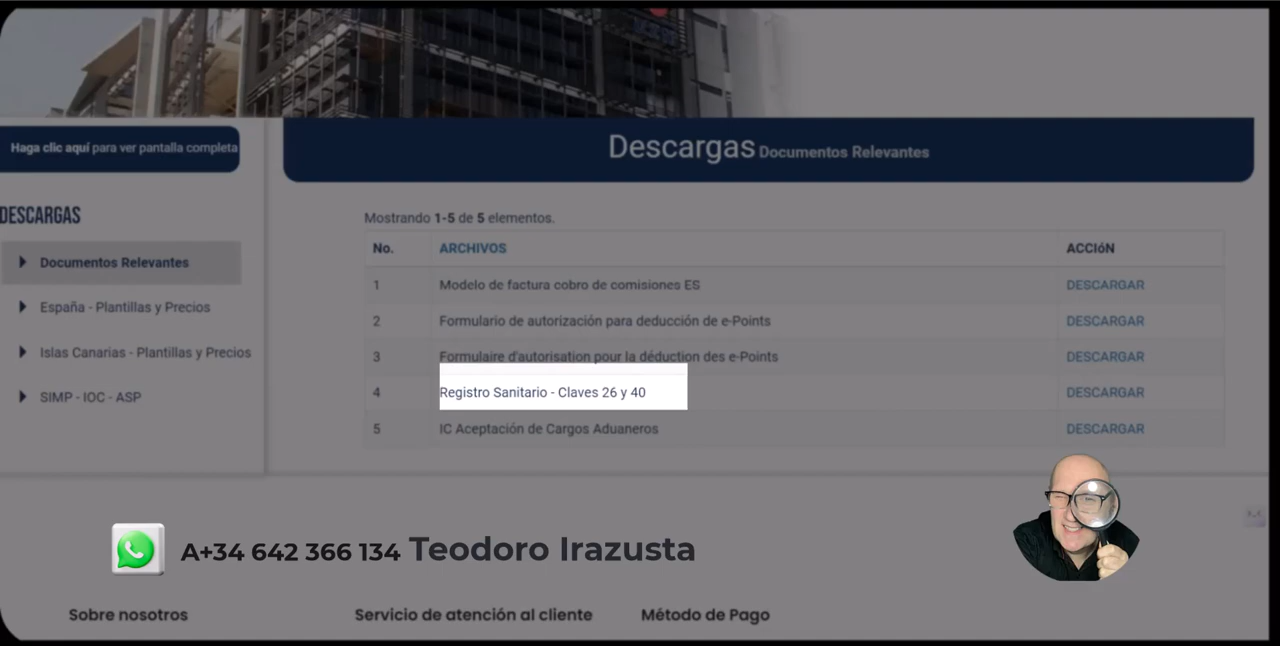 Haga clic aquí para ver pantalla completa
Descargas Documentos Relevantes
DESCARGAS
Documentos Relevantes
España - Plantillas y Precios
Islas Canarias - Plantillas y Precios
SIMP - IOC - ASP
Mostrando 1-5 de 5 elementos.
No. ARCHIVOS ACCIóN
1 Modelo de factura cobro de comisiones ES DESCARGAR
2 Formulario de autorización para deducción de e-Points DESCARGAR
3 Formulaire d'autorisation pour la déduction des e-Points DESCARGAR
4 Registro Sanitario - Claves 26 y 40 DESCARGAR
5 IC Aceptación de Cargos Aduaneros DESCARGAR
A+34 642 366 134 Teodoro Irazusta
Sobre nosotros Servicio de atención al cliente Método de Pago